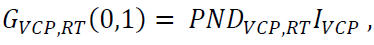 G_{VCP,RT}(0,1) = PND_{VCP,RT}I_{VCP} ,